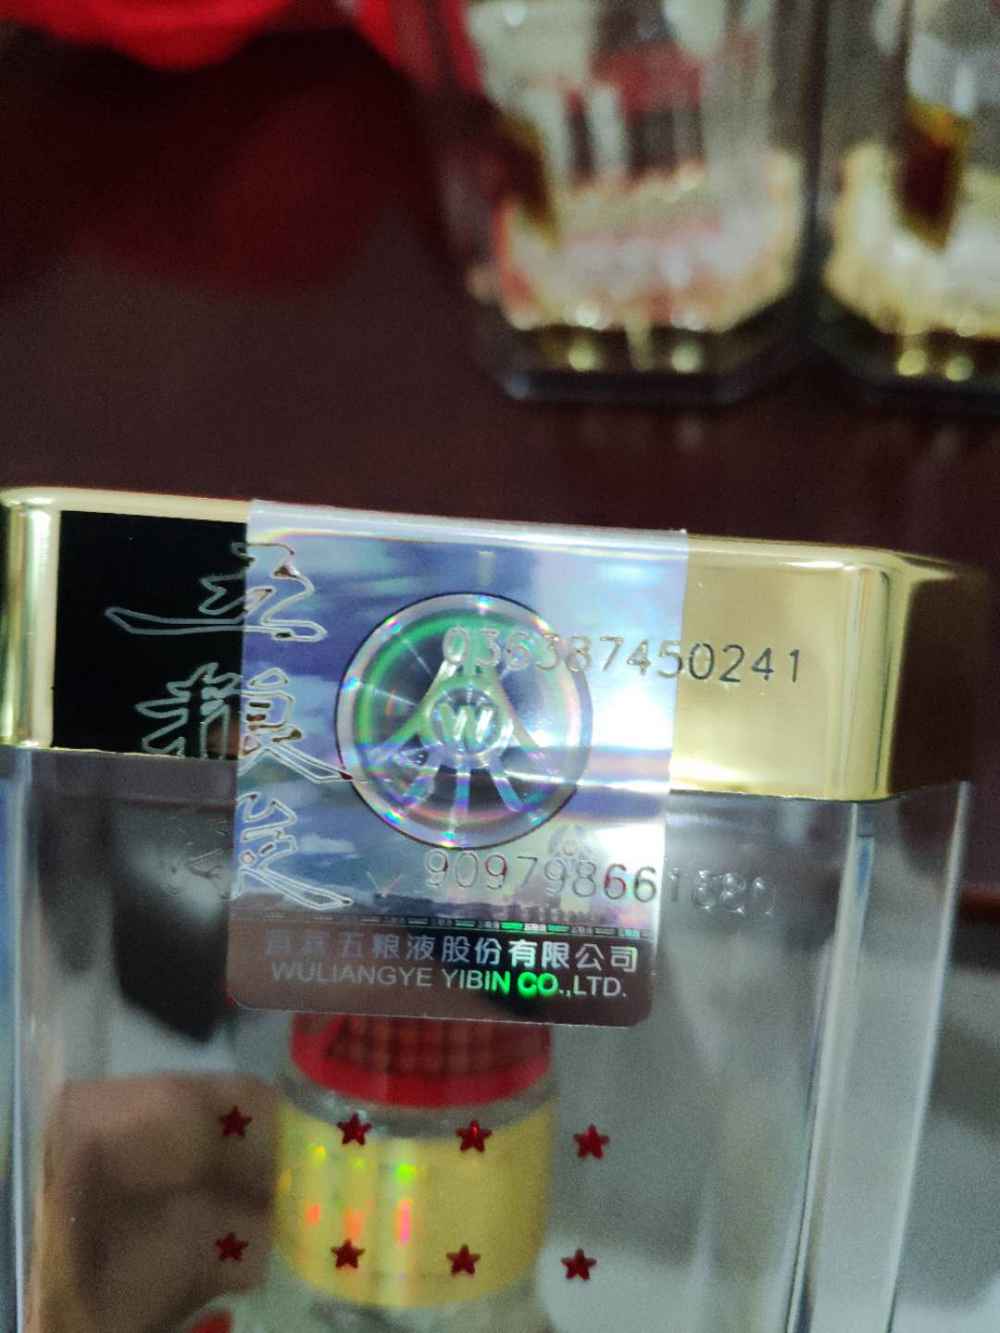 五
粮
液
W
036387450241
909798661380
宜宾五粮液股份有限公司
WULIANGYE YIBIN CO.,LTD.